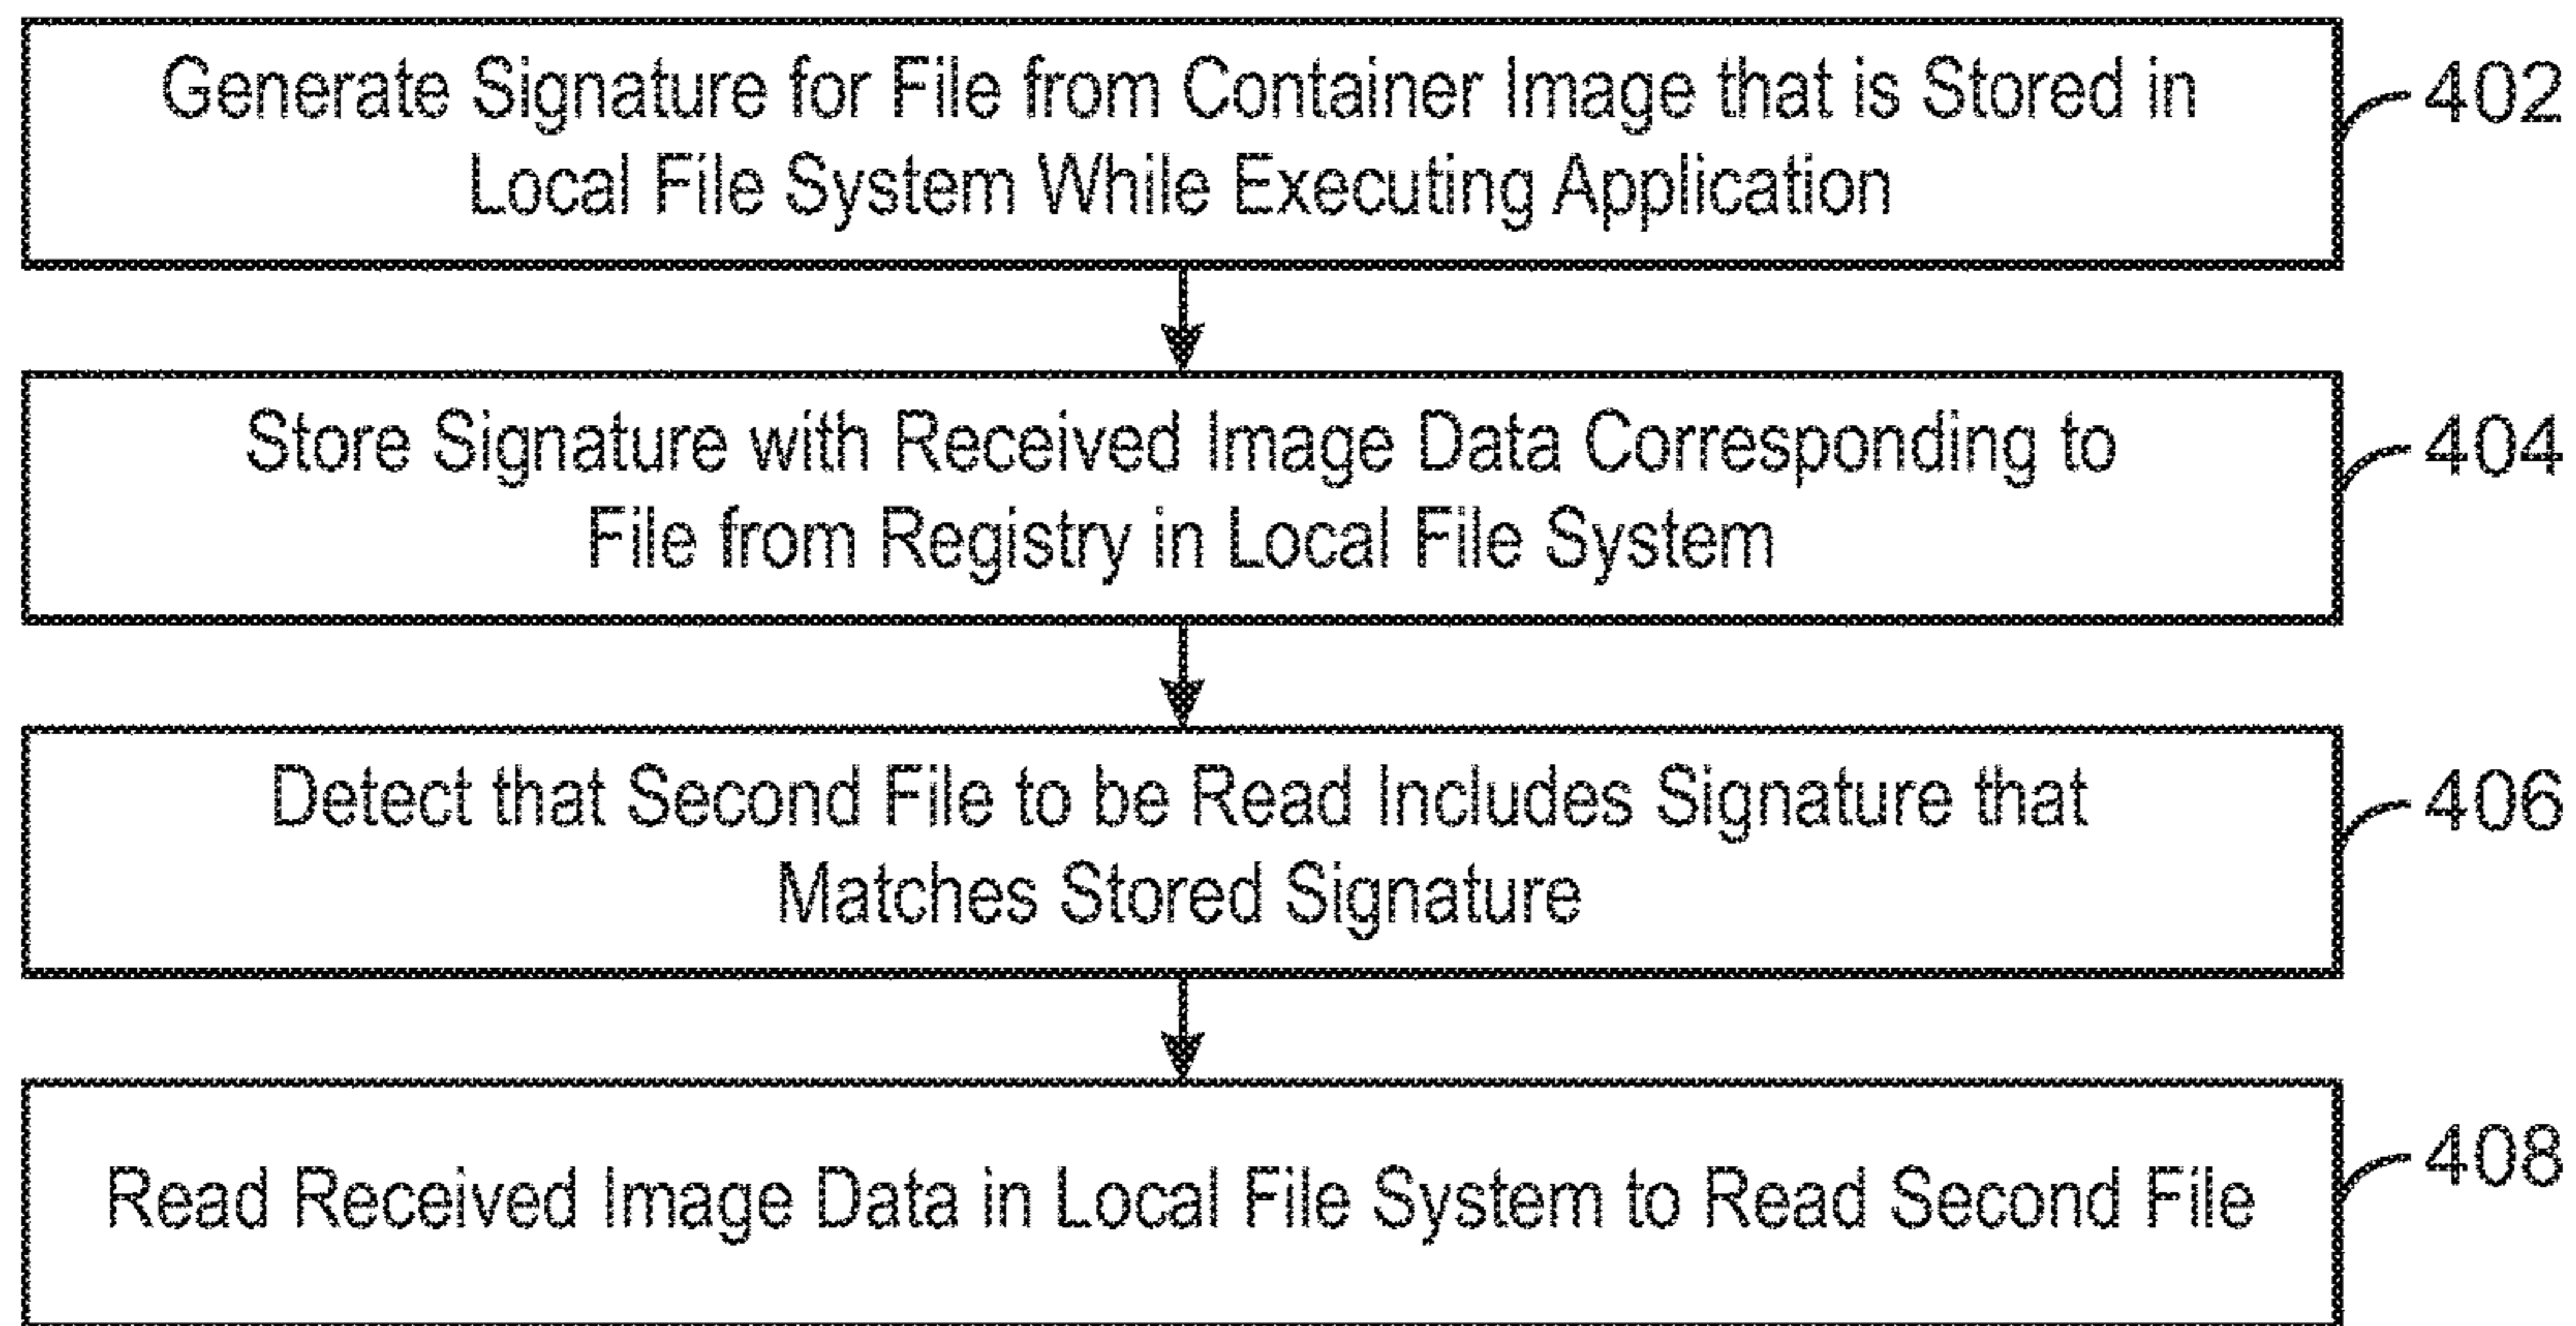 Generate Signature for File from Container Image that is Stored in
Local File System While Executing Application
402
Store Signature with Received Image Data Corresponding to
File from Registry in Local File System
404
Detect that Second File to be Read Includes Signature that
Matches Stored Signature
406
Read Received Image Data in Local File System to Read Second File
408